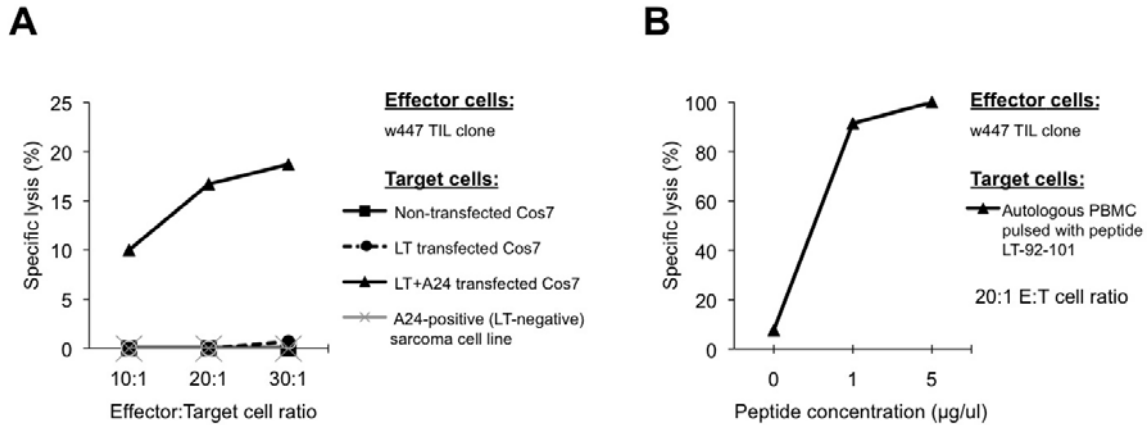 A
Specific lysis (%)
25
20
15
10
5
0
10:1 20:1 30:1
Effector:Target cell ratio
Effector cells:
w447 TIL clone
Target cells:
Non-transfected Cos7
LT transfected Cos7
LT+A24 transfected Cos7
A24-positive (LT-negative)
sarcoma cell line
B
Specific lysis (%)
100
80
60
40
20
0
0 1 5
Peptide concentration (µg/ul)
Effector cells:
w447 TIL clone
Target cells:
Autologous PBMC
pulsed with peptide
LT-92-101
20:1 E:T cell ratio